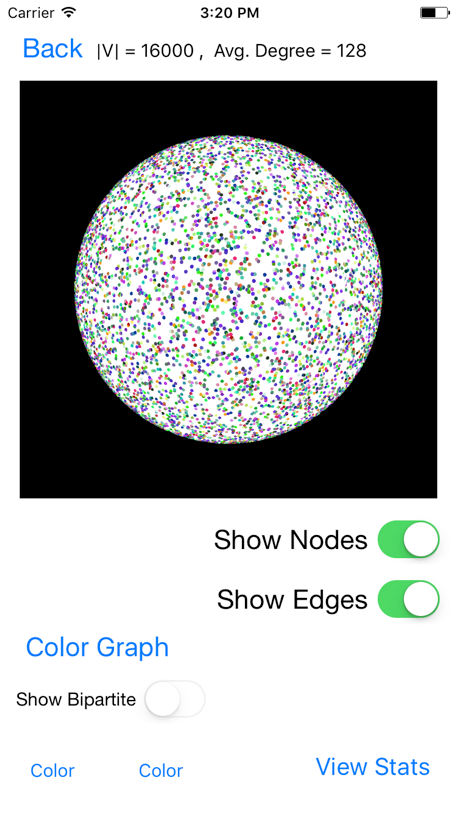 Carrier 3:20 PM
Back |V| = 16000 , Avg. Degree = 128
Show Nodes
Show Edges
Color Graph
Show Bipartite
Color Color View Stats